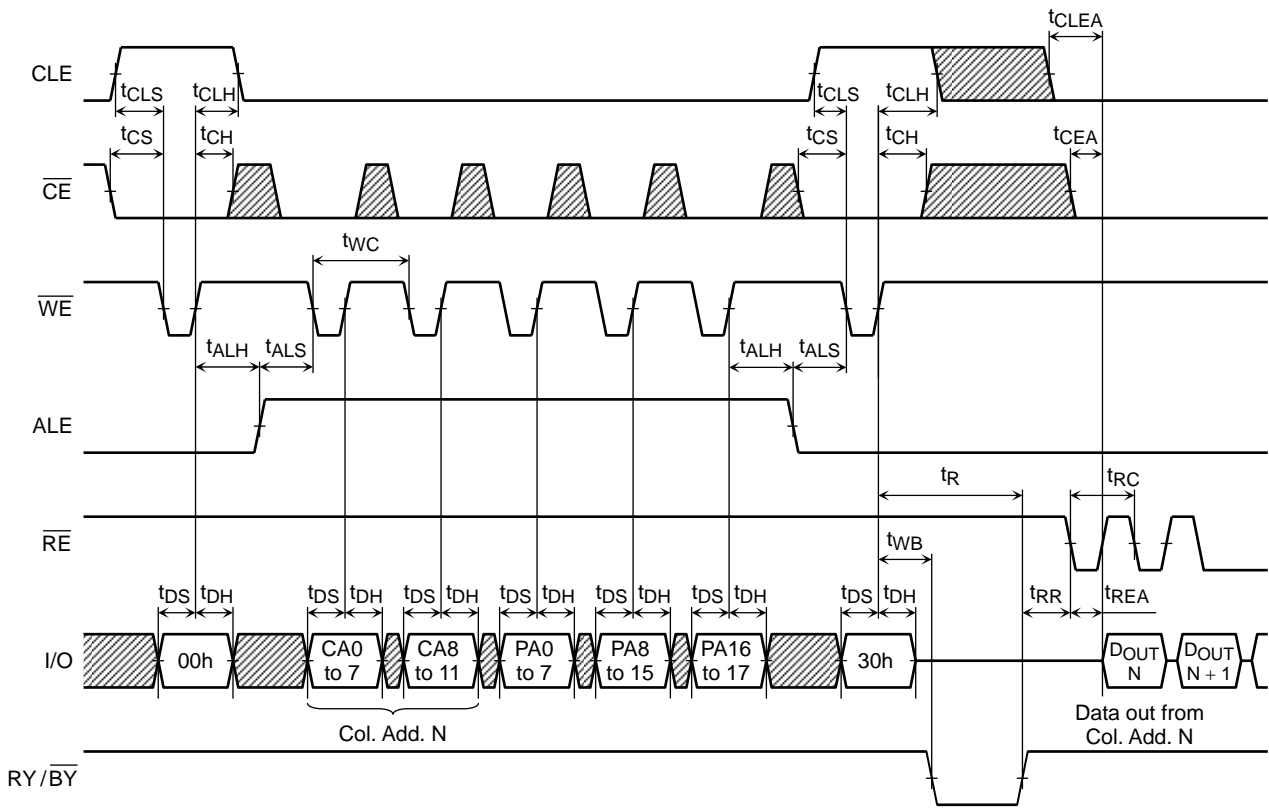 tCLEA
CLE
tCLS tCLH tCLS tCLH
tCS tCH tCS tCH tCEA
CE
tWC
WE
tALH tALS tALH tALS
ALE
tR tRC
RE
tWB
tDS tDH tDS tDH tDS tDH tDS tDH tDS tDH tDS tDH tDS tDH tRR tREA
I/O
00h
CA0
to 7
CA8
to 11
PA0
to 7
PA8
to 15
PA16
to 17
30h
DOUT
N
DOUT
N + 1
Col. Add. N
Data out from
Col. Add. N
RY/BY